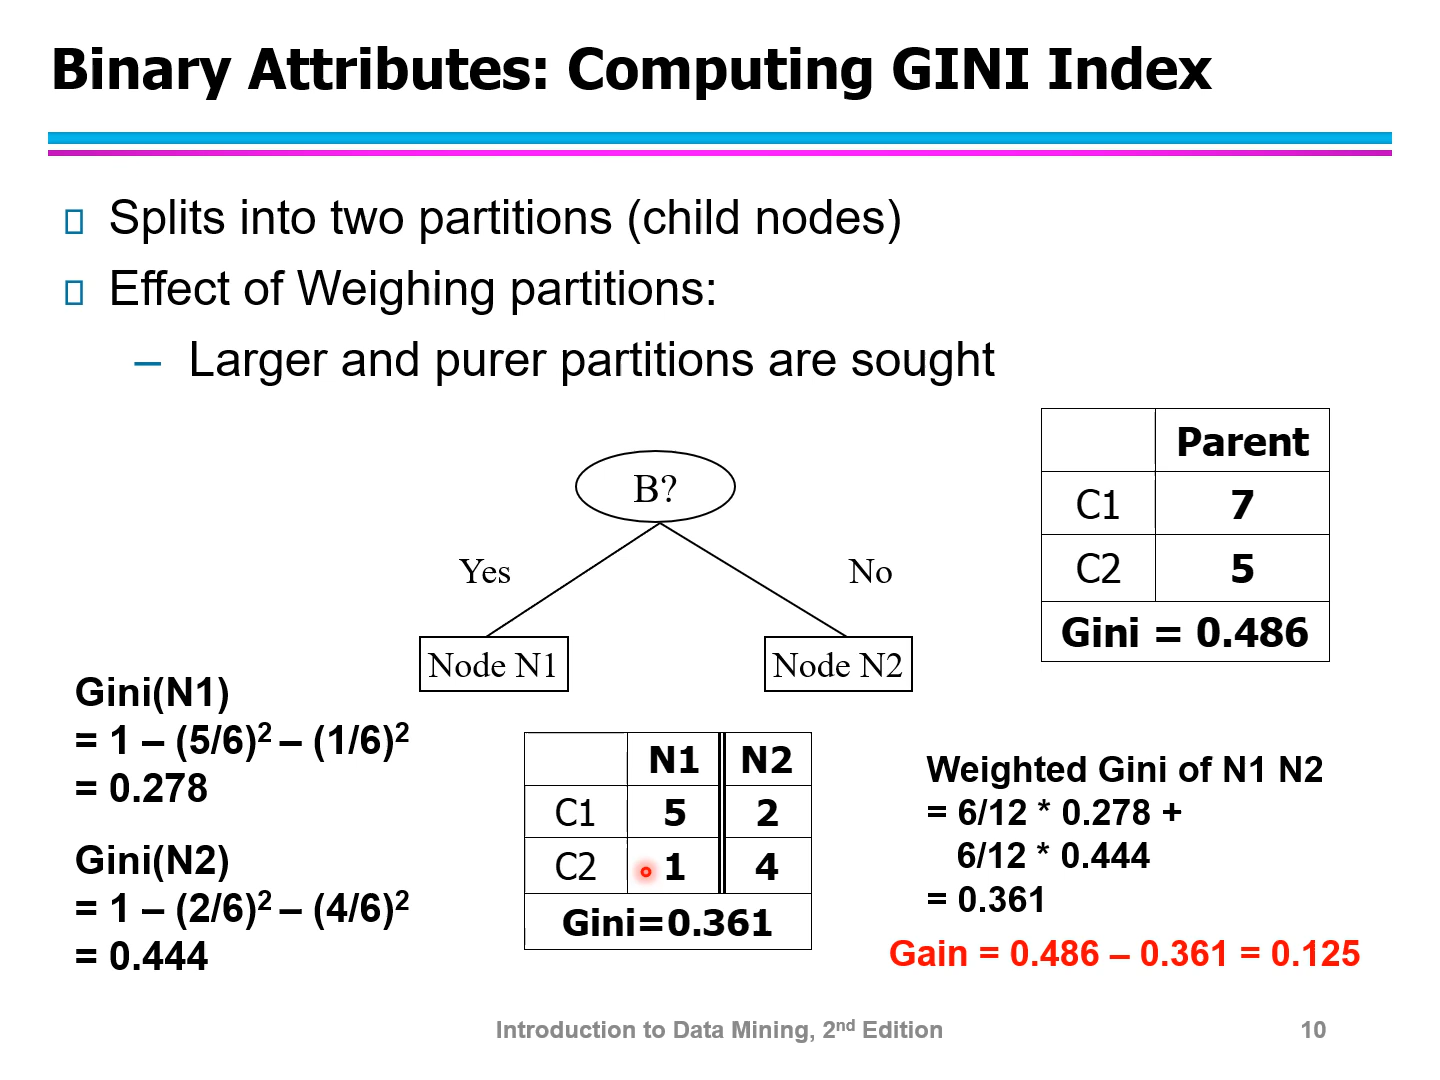 Binary Attributes: Computing GINI Index
Splits into two partitions (child nodes)
Effect of Weighing partitions:
– Larger and purer partitions are sought
B?
Yes
No
Node N1
Node N2
Parent
C1 7
C2 5
Gini = 0.486
Gini(N1)
= 1 – (5/6)² – (1/6)²
= 0.278
Gini(N2)
= 1 – (2/6)² – (4/6)²
= 0.444
N1 N2
C1 5 2
C2 1 4
Gini=0.361
Weighted Gini of N1 N2
= 6/12 * 0.278 +
6/12 * 0.444
= 0.361
Gain = 0.486 – 0.361 = 0.125
Introduction to Data Mining, 2nd Edition
10